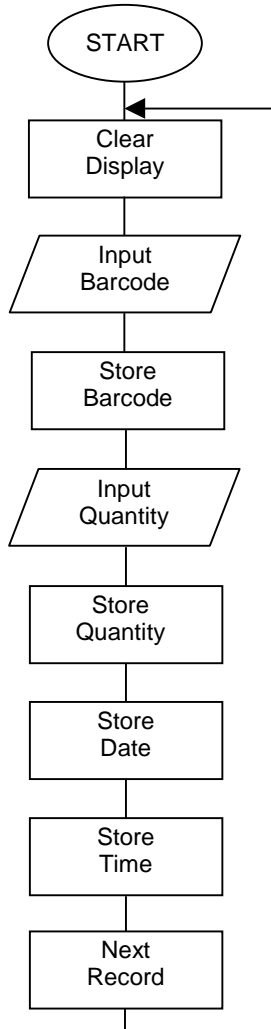 START
Clear
Display
Input
Barcode
Store
Barcode
Input
Quantity
Store
Quantity
Store
Date
Store
Time
Next
Record